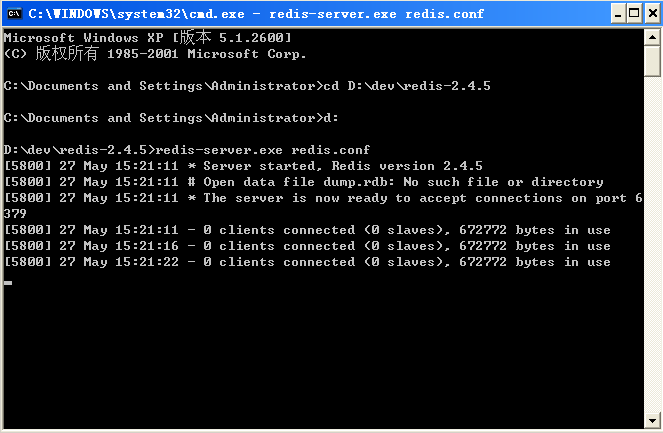 C:\WINDOWS\system32\cmd.exe - redis-server.exe redis.conf
Microsoft Windows XP [版本 5.1.2600]
(C) 版权所有 1985-2001 Microsoft Corp.
C:\Documents and Settings\Administrator>cd D:\dev\redis-2.4.5
C:\Documents and Settings\Administrator>d:
D:\dev\redis-2.4.5>redis-server.exe redis.conf
[5800] 27 May 15:21:11 * Server started, Redis version 2.4.5
[5800] 27 May 15:21:11 # Open data file dump.rdb: No such file or directory
[5800] 27 May 15:21:11 * The server is now ready to accept connections on port 6
379
[5800] 27 May 15:21:11 - 0 clients connected (0 slaves), 672772 bytes in use
[5800] 27 May 15:21:16 - 0 clients connected (0 slaves), 672772 bytes in use
[5800] 27 May 15:21:22 - 0 clients connected (0 slaves), 672772 bytes in use